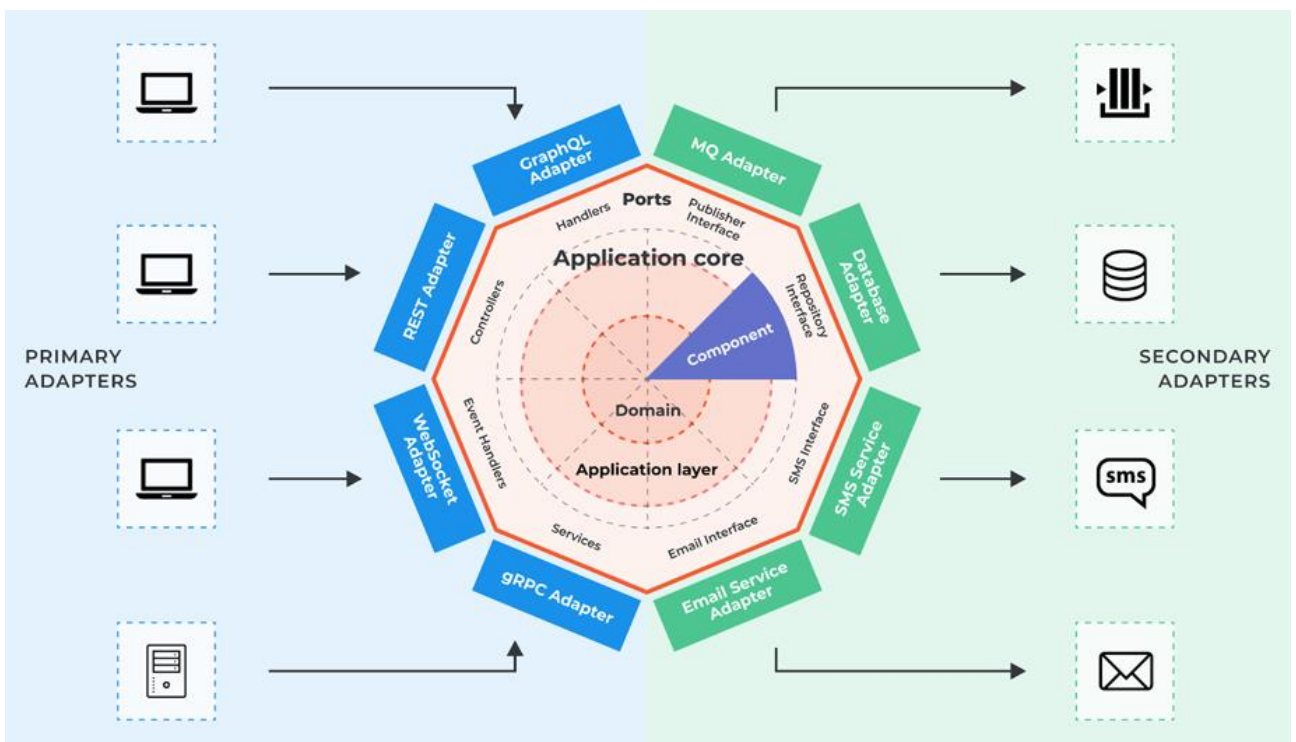 GraphQL
Adapter
MQ Adapter
Ports
Handlers
Publisher
Interface
REST Adapter
Application core
Database
Adapter
Controllers
Repository
Interface
Component
PRIMARY
ADAPTERS
SECONDARY
ADAPTERS
Domain
WebSocket
Adapter
Event Handlers
SMS Interface
SMS Service
Adapter
Application layer
sms
Services
Email Interface
gRPC Adapter
Email Service
Adapter